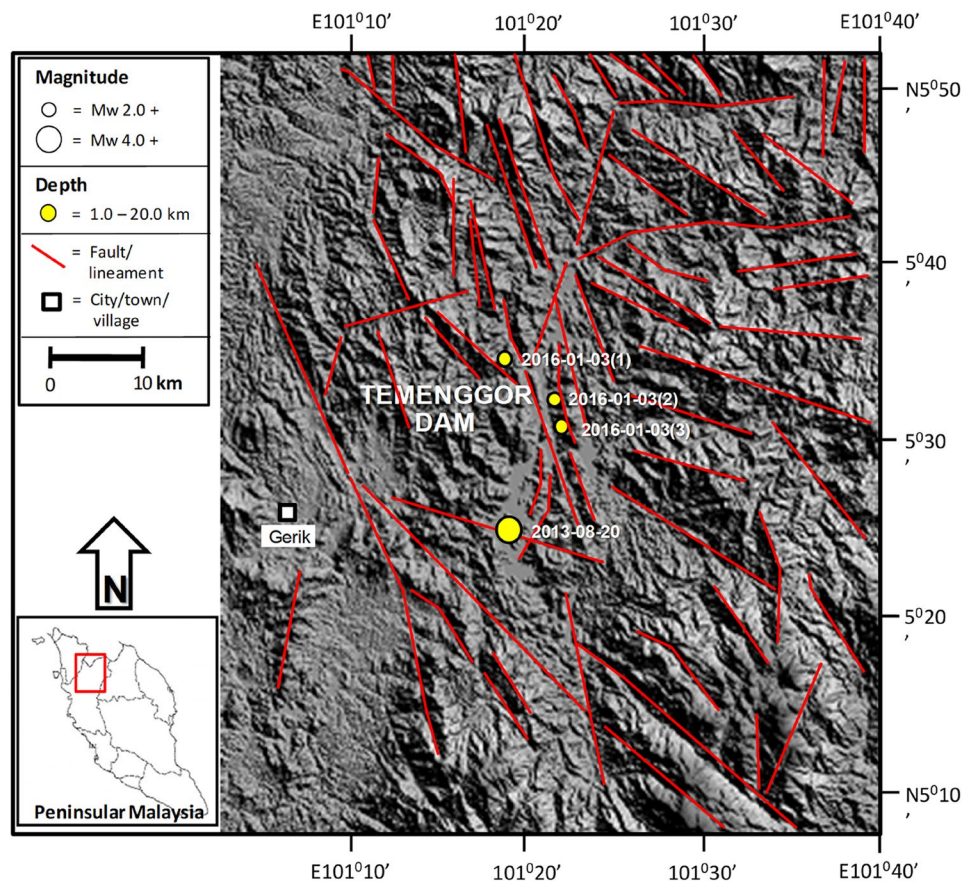 E101⁰10’ 101⁰20’ 101⁰30’ E101⁰40’
Magnitude
= Mw 2.0 +
= Mw 4.0 +
Depth
= 1.0 – 20.0 km
= Fault/
lineament
= City/town/
village
0 10 km
N5⁰50
’
5⁰40
’
2016-01-03(1)
TEMENGGOR
DAM
2016-01-03(2)
2016-01-03(3)
5⁰30
’
Gerik
2013-08-20
N
5⁰20
’
Peninsular Malaysia
N5⁰10
’
E101⁰10’ 101⁰20’ 101⁰30’ E101⁰40’